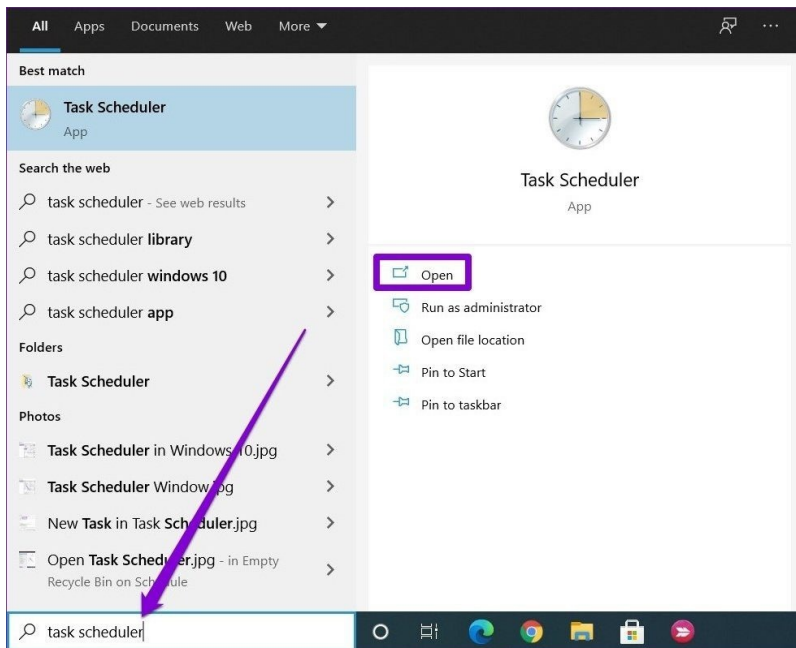 All Apps Documents Web More
Best match
Task Scheduler
App
Search the web
task scheduler - See web results
task scheduler library
task scheduler windows 10
task scheduler app
Folders
Task Scheduler
Photos
Task Scheduler in Windows 10.jpg
Task Scheduler Window.jpg
New Task in Task Scheduler.jpg
Open Task Scheduler.jpg - in Empty
Recycle Bin on Schedule
task scheduler
Task Scheduler
App
Open
Run as administrator
Open file location
Pin to Start
Pin to taskbar